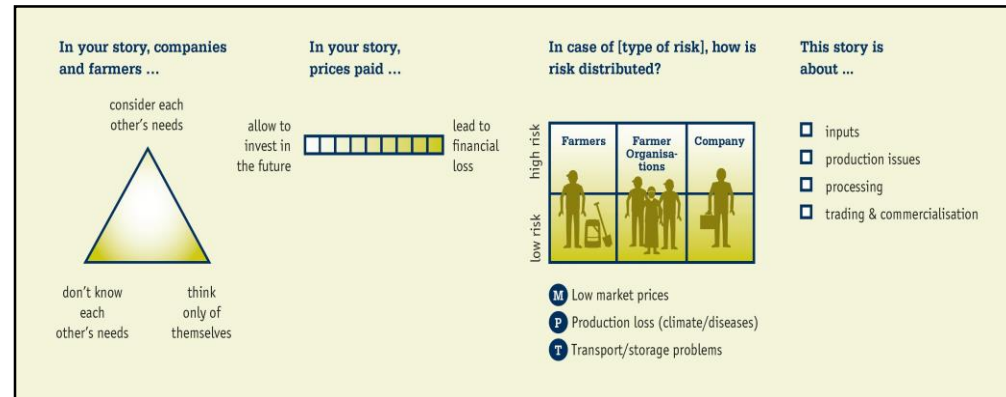 In your story, companies
and farmers ...
consider each
other's needs
don't know
each
other's needs
think
only of
themselves
In your story,
prices paid ...
allow to
invest in
the future
lead to
financial
loss
In case of [type of risk], how is
risk distributed?
high risk
low risk
Farmers
Farmer
Organisa-
tions
Company
M Low market prices
P Production loss (climate/diseases)
T Transport/storage problems
This story is
about ...
inputs
production issues
processing
trading & commercialisation